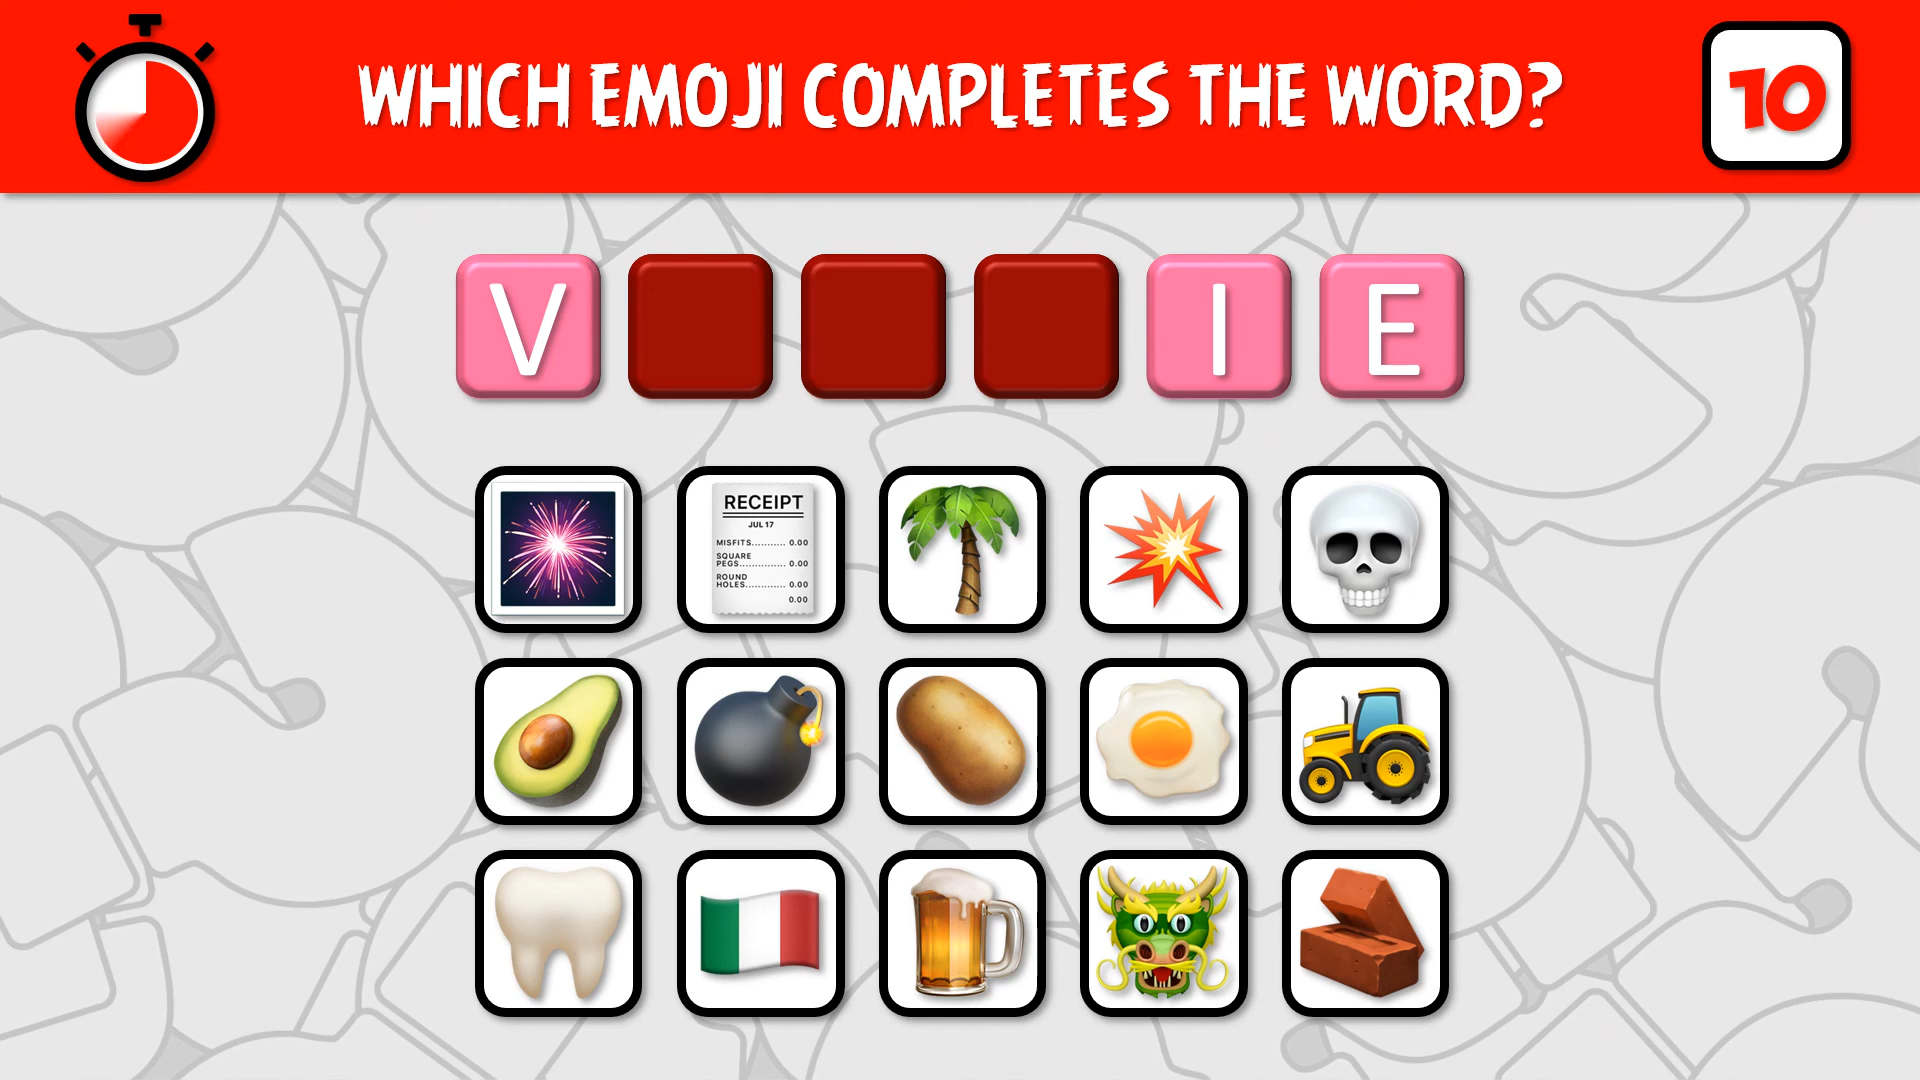 WHICH EMOJI COMPLETES THE WORD?
10
V I E
RECEIPT
JUL 17
MISFITS........... 0.00
SQUARE
PEGS............... 0.00
ROUND
HOLES............. 0.00
0.00